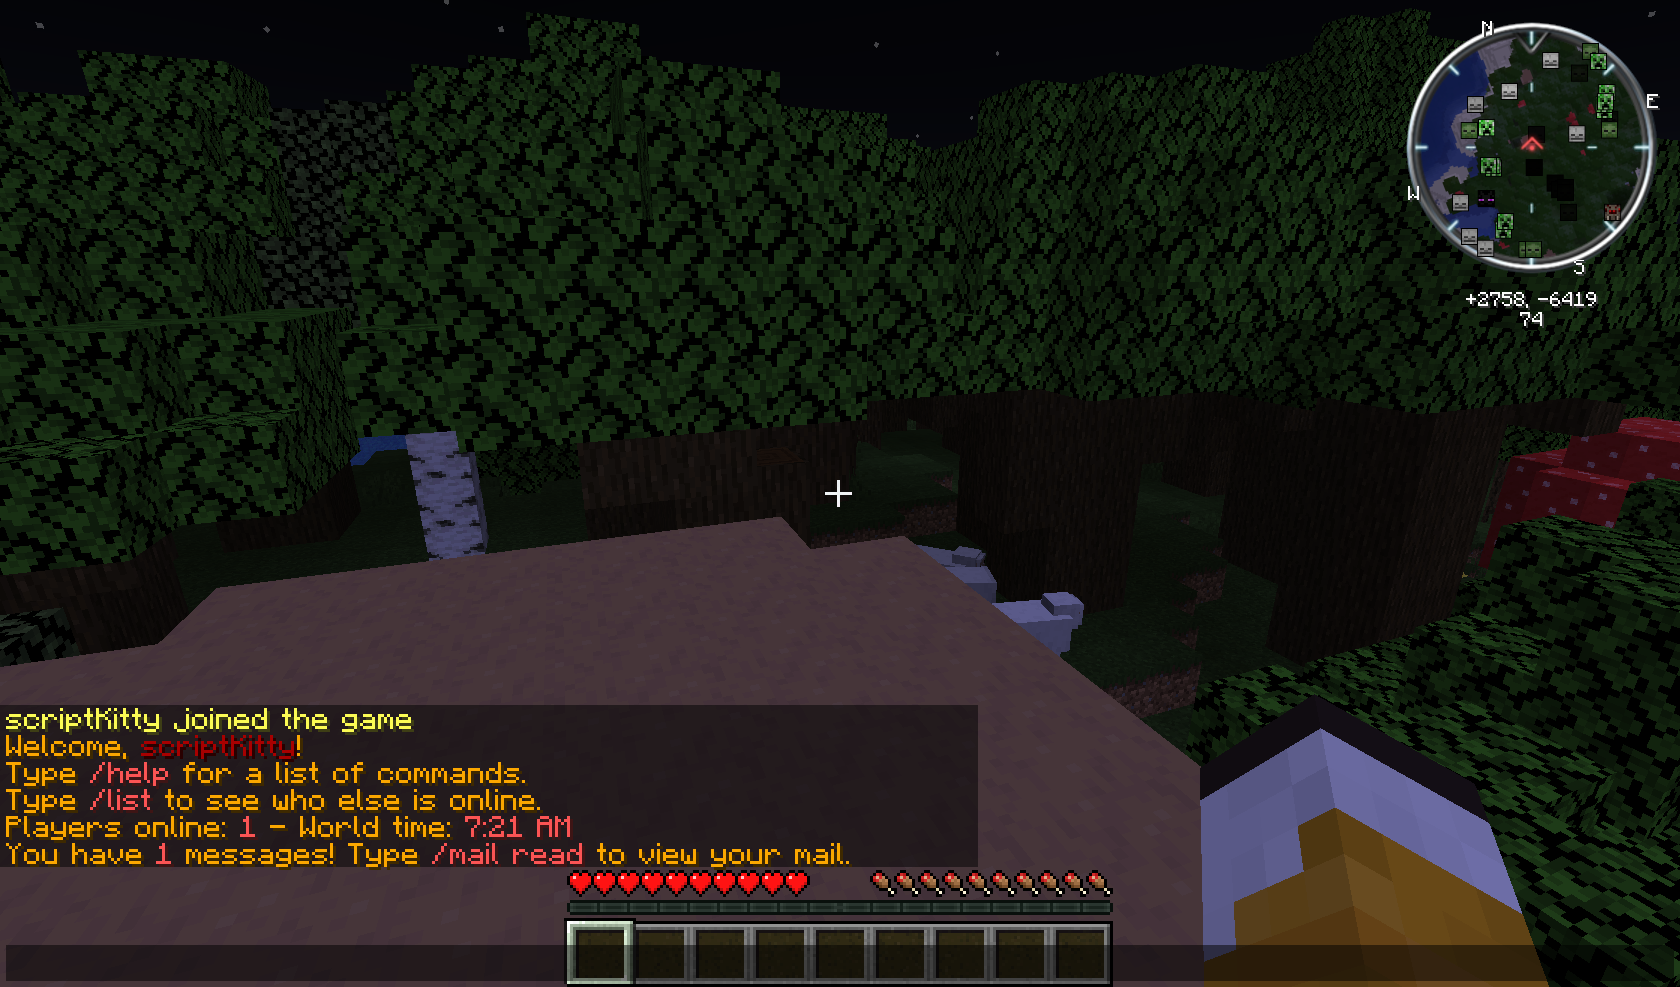 N
E
W
S
+2758, -6419
74
scriptKitty joined the game
Welcome, scriptKitty!
Type /help for a list of commands.
Type /list to see who else is online.
Players online: 1 - World time: 7:21 AM
You have 1 messages! Type /mail read to view your mail.